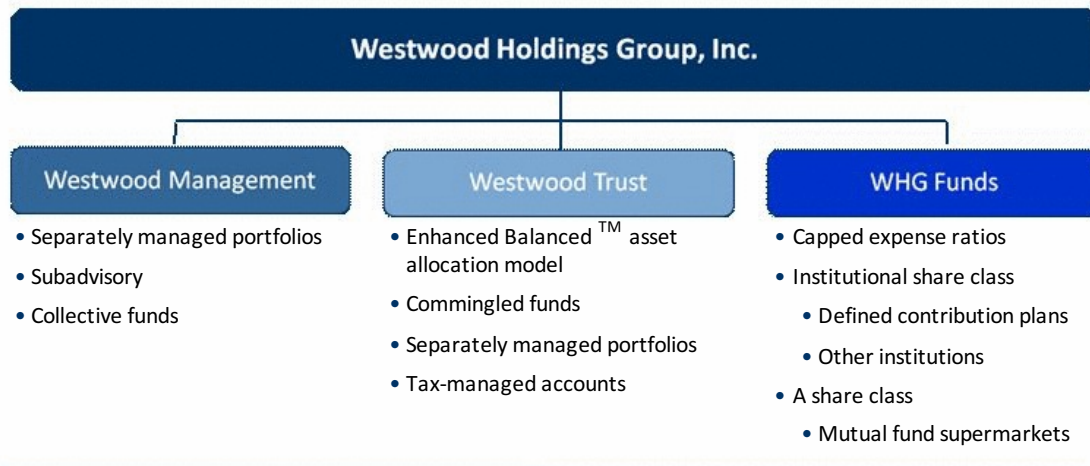 Westwood Holdings Group, Inc.
Westwood Management
• Separately managed portfolios
• Subadvisory
• Collective funds
Westwood Trust
• Enhanced Balanced TM asset
allocation model
• Commingled funds
• Separately managed portfolios
• Tax-managed accounts
WHG Funds
• Capped expense ratios
• Institutional share class
• Defined contribution plans
• Other institutions
• A share class
• Mutual fund supermarkets